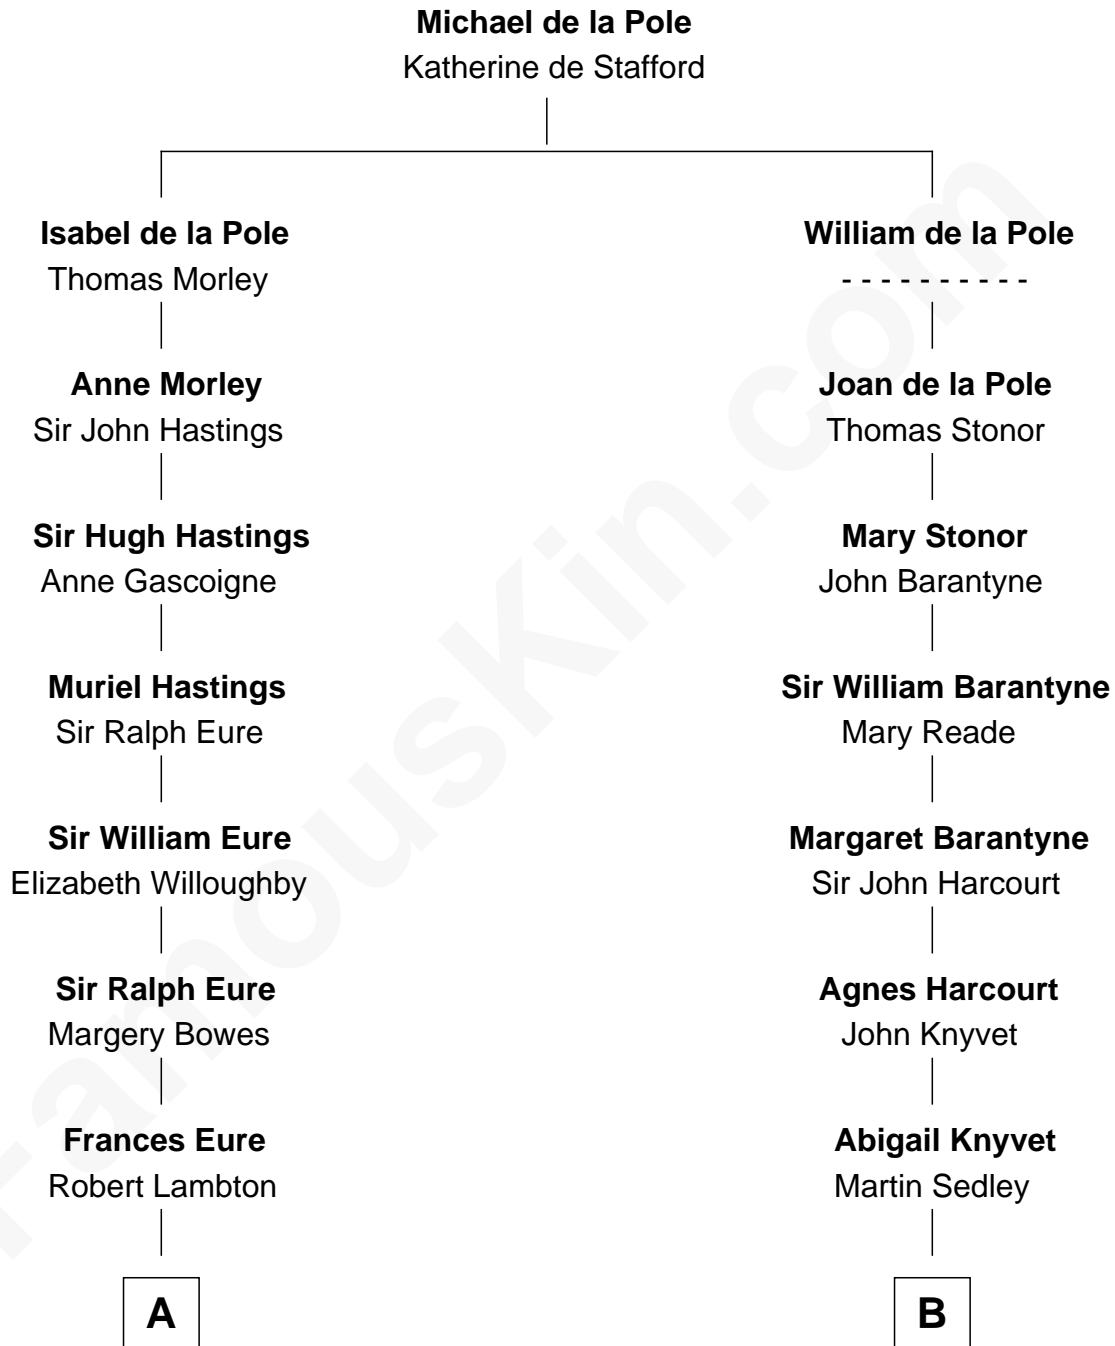 Michael de la Pole
Katherine de Stafford
Isabel de la Pole
Thomas Morley
William de la Pole
- - - - - - - - - -
Anne Morley
Sir John Hastings
Joan de la Pole
Thomas Stonor
Sir Hugh Hastings
Anne Gascoigne
Mary Stonor
John Barantyne
Muriel Hastings
Sir Ralph Eure
Sir William Barantyne
Mary Reade
Sir William Eure
Elizabeth Willoughby
Margaret Barantyne
Sir John Harcourt
Sir Ralph Eure
Margery Bowes
Agnes Harcourt
John Knyvet
Frances Eure
Robert Lambton
Abigail Knyvet
Martin Sedley
A
B
FamousKin.com